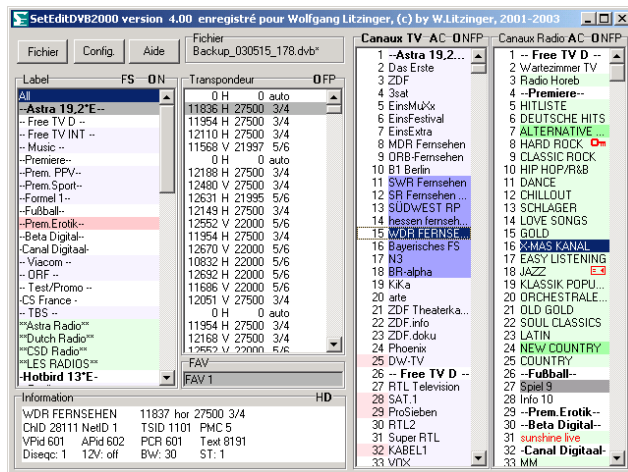 SetEditDVB2000 version 4.00 enregistré pour Wolfgang Litzinger, (c) by W.Litzinger, 2001-2003
Fichier
Config.
Aide
Fichier
Backup_030515_178.dvb*
Label FS ON
All
--Astra 19,2°E--
-- Free TV D --
-- Free TV INT --
-- Music --
--Premiere--
--Prem. PPV--
--Prem.Sport--
--Formel 1--
--Fußball--
--Prem.Erotik--
--Beta Digital--
-Canal Digitaal-
-- Viacom --
-- ORF --
-- Test/Promo --
-CS France -
-- TBS --
**Astra Radio**
**Dutch Radio**
**CSD Radio**
**LES RADIOS**
-Hotbird 13°E-
Transpondeur OFP
0 H 0 auto
11836 H 27500 3/4
11954 H 27500 3/4
12110 H 27500 3/4
11568 V 21997 5/6
0 H 0 auto
12188 H 27500 3/4
12480 V 27500 3/4
12631 H 21995 5/6
12149 H 27500 3/4
12552 V 22000 5/6
11954 H 27500 3/4
12670 V 22000 5/6
10832 H 22000 5/6
12692 H 22000 5/6
11686 V 22000 5/6
12051 V 27500 3/4
0 H 0 auto
11954 H 27500 3/4
12168 V 27500 3/4
12552 V 22000 5/6
FAV
FAV 1
Information HD
WDR FERNSEHEN 11837 hor 27500 3/4
ChID 28111 NetID 1 TSID 1101 PMC 5
VPid 601 APid 602 PCR 601 Text 8191
Diseqc: 1 12V: off BW: 30 ST: 1
Canaux TV AC ONFP
1 --Astra 19,2...
2 Das Erste
3 ZDF
4 3sat
5 EinsMuXx
6 EinsFestival
7 EinsExtra
8 MDR Fernsehen
9 ORB-Fernsehen
10 B1 Berlin
11 SWR Fernsehen
12 SR Fernsehen ...
13 SÜDWEST RP
14 hessen fernseh...
15 WDR FERNSE...
16 Bayerisches FS
17 N3
18 BR-alpha
19 KiKa
20 arte
21 ZDF Theaterka...
22 ZDF.info
23 ZDF.doku
24 Phoenix
25 DW-TV
26 -- Free TV D --
27 RTL Television
28 SAT.1
29 ProSieben
30 RTL2
31 Super RTL
32 KABEL1
33 VOX
Canaux Radio AC ONFP
1 -- Free TV D --
2 Wartezimmer TV
3 Radio Horeb
4 --Premiere--
5 HITLISTE
6 DEUTSCHE HITS
7 ALTERNATIVE ...
8 HARD ROCK
9 CLASSIC ROCK
10 HIP HOP/R&B
11 DANCE
12 CHILLOUT
13 SCHLAGER
14 LOVE SONGS
15 GOLD
16 X-MAS KANAL
17 EASY LISTENING
18 JAZZ
19 KLASSIK POPU...
20 ORCHESTRALE...
21 OLD GOLD
22 SOUL CLASSICS
23 LATIN
24 NEW COUNTRY
25 COUNTRY
26 --Fußball--
27 Spiel 9
28 Info 10
29 --Prem.Erotik--
30 --Beta Digital--
31 sunshine live
32 -Canal Digitaal-
33 MM